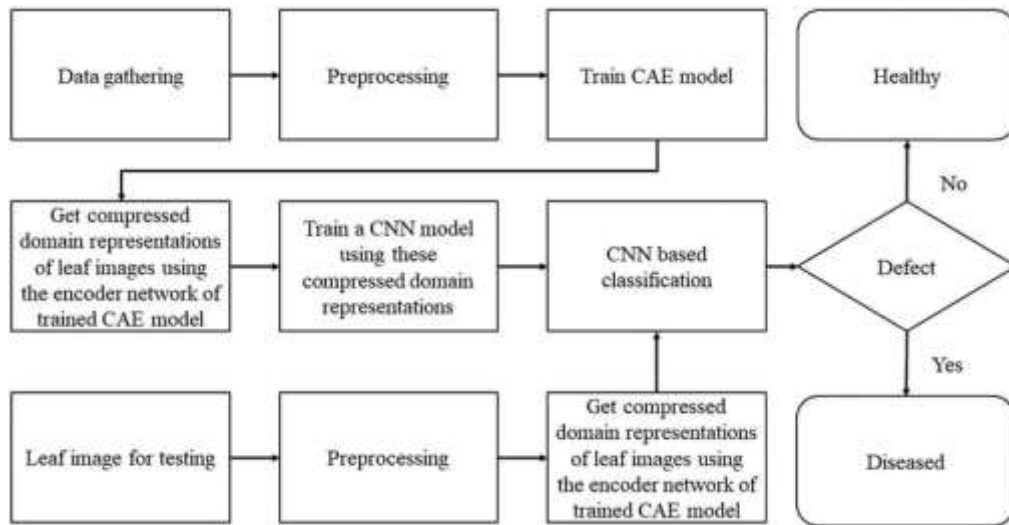 Data gathering
Preprocessing
Train CAE model
Healthy
Get compressed
domain representations
of leaf images using
the encoder network of
trained CAE model
Train a CNN model
using these
compressed domain
representations
CNN based
classification
No
Defect
Yes
Leaf image for testing
Preprocessing
Get compressed
domain representations
of leaf images using
the encoder network of
trained CAE model
Diseased